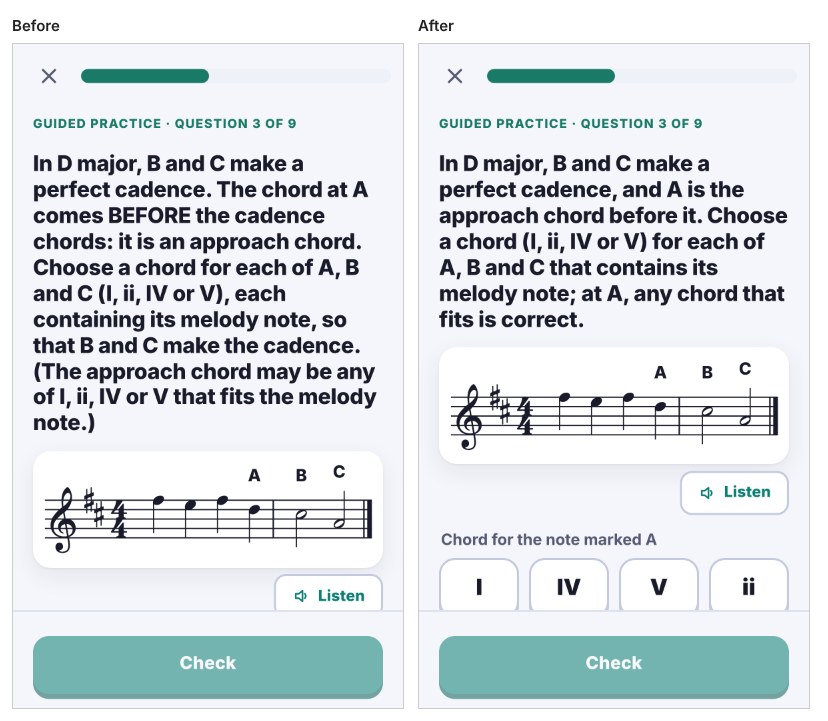 Before
GUIDED PRACTICE · QUESTION 3 OF 9
In D major, B and C make a
perfect cadence. The chord at A
comes BEFORE the cadence
chords: it is an approach chord.
Choose a chord for each of A, B
and C (I, ii, IV or V), each
containing its melody note, so
that B and C make the cadence.
(The approach chord may be any
of I, ii, IV or V that fits the melody
note.)
A B C
4
4
Listen
Check
After
GUIDED PRACTICE · QUESTION 3 OF 9
In D major, B and C make a
perfect cadence, and A is the
approach chord before it. Choose
a chord (I, ii, IV or V) for each of
A, B and C that contains its
melody note; at A, any chord that
fits is correct.
A B C
4
4
Listen
Chord for the note marked A
I IV V ii
Check